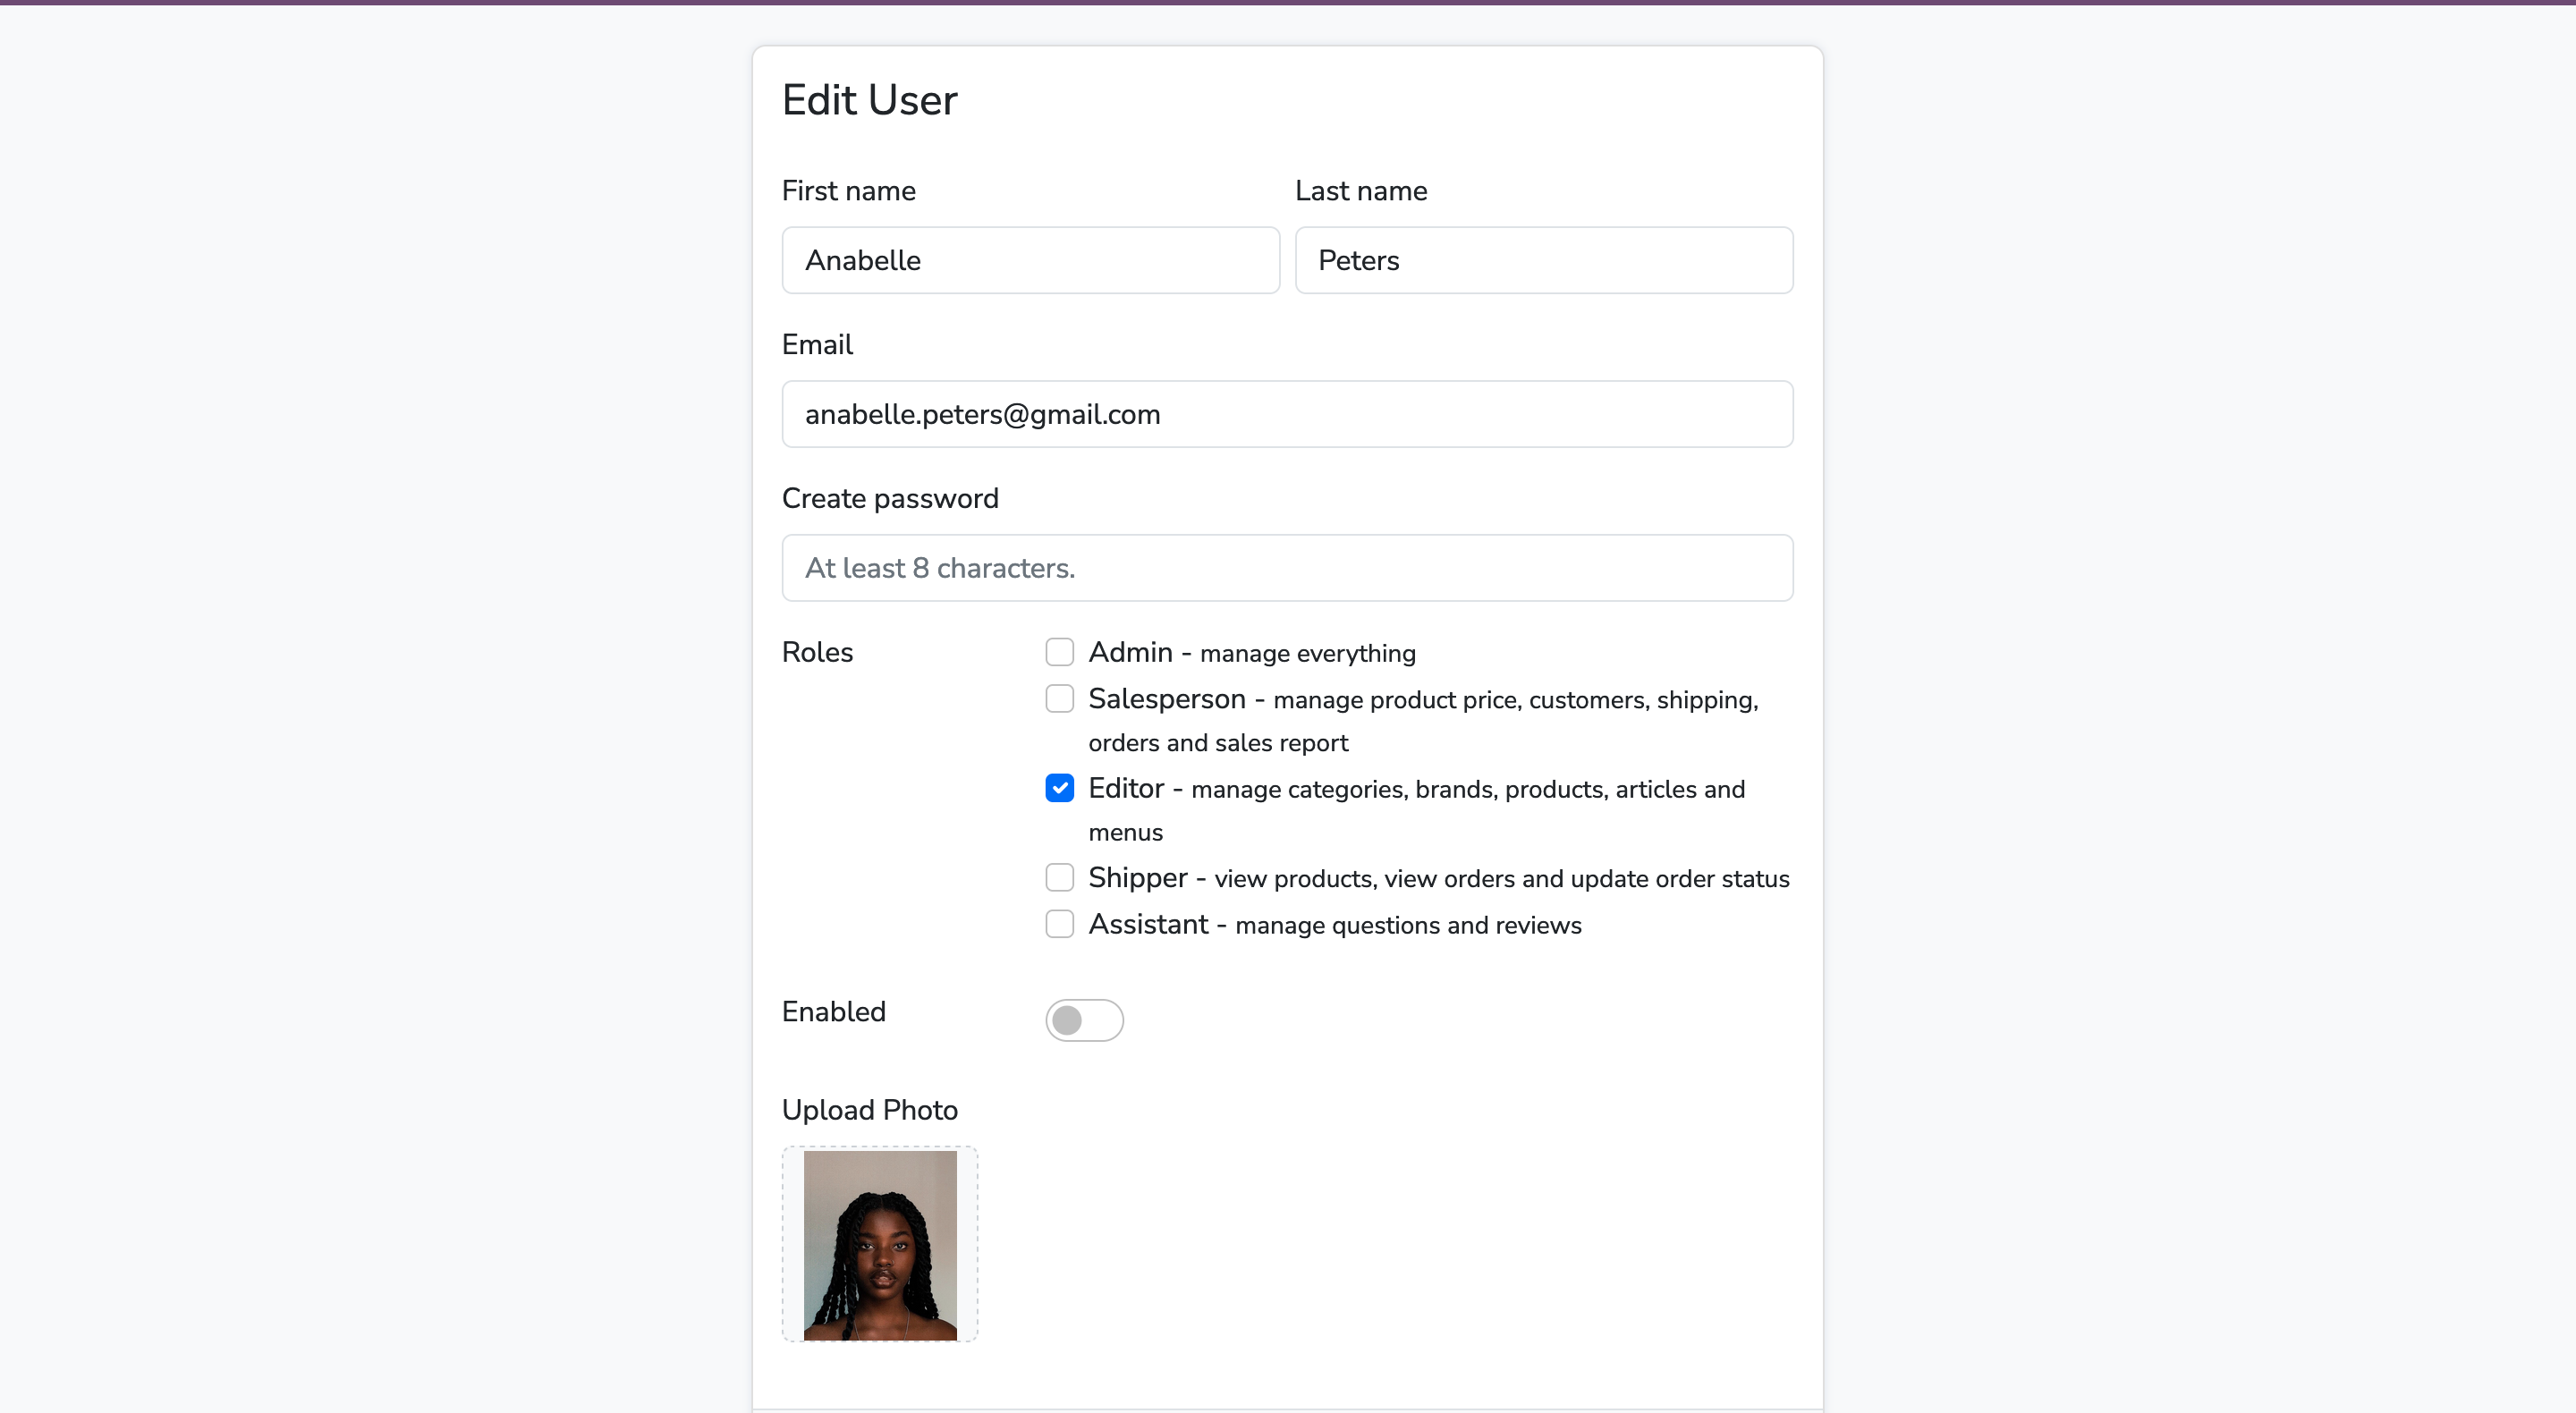 Edit User
First name
Last name
Anabelle
Peters
Email
anabelle.peters@gmail.com
Create password
At least 8 characters.
Roles
Admin - manage everything
Salesperson - manage product price, customers, shipping,
orders and sales report
Editor - manage categories, brands, products, articles and
menus
Shipper - view products, view orders and update order status
Assistant - manage questions and reviews
Enabled
Upload Photo